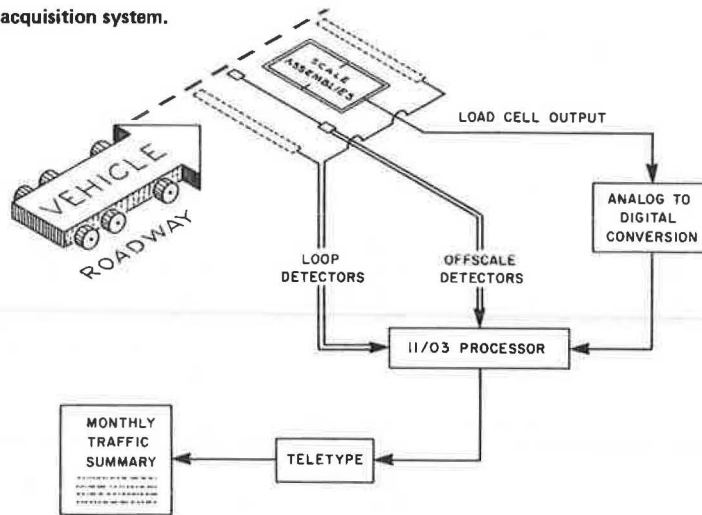 acquisition system.
SCALE
ASSEMBLIES
LOAD CELL OUTPUT
VEHICLE
ROADWAY
ANALOG TO
DIGITAL
CONVERSION
LOOP
DETECTORS
OFFSCALE
DETECTORS
11/03 PROCESSOR
MONTHLY
TRAFFIC
SUMMARY
TELETYPE